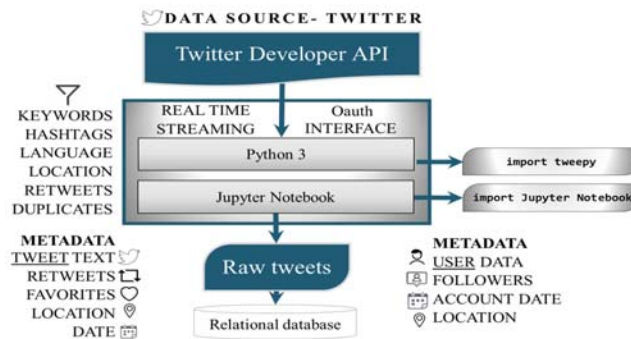 DATA SOURCE- TWITTER
Twitter Developer API
KEYWORDS
HASHTAGS
LANGUAGE
LOCATION
RETWEETS
DUPLICATES
REAL TIME
STREAMING
Oauth
INTERFACE
Python 3
import tweepy
Jupyter Notebook
import Jupyter Notebook
METADATA
TWEET TEXT
RETWEETS
FAVORITES
LOCATION
DATE
Raw tweets
Relational database
METADATA
USER DATA
FOLLOWERS
ACCOUNT DATE
LOCATION